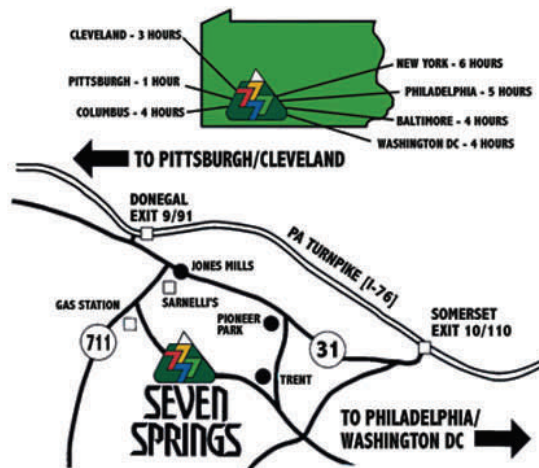 CLEVELAND - 3 HOURS
NEW YORK - 6 HOURS
PITTSBURGH - 1 HOUR
PHILADELPHIA - 5 HOURS
COLUMBUS - 4 HOURS
BALTIMORE - 4 HOURS
WASHINGTON DC - 4 HOURS
TO PITTSBURGH/CLEVELAND
DONEGAL
EXIT 9/91
PA TURNPIKE [I-76]
JONES MILLS
SARNELLI'S
GAS STATION
PIONEER
PARK
SOMERSET
EXIT 10/110
711
31
TRENT
SEVEN
SPRINGS
TO PHILADELPHIA/
WASHINGTON DC